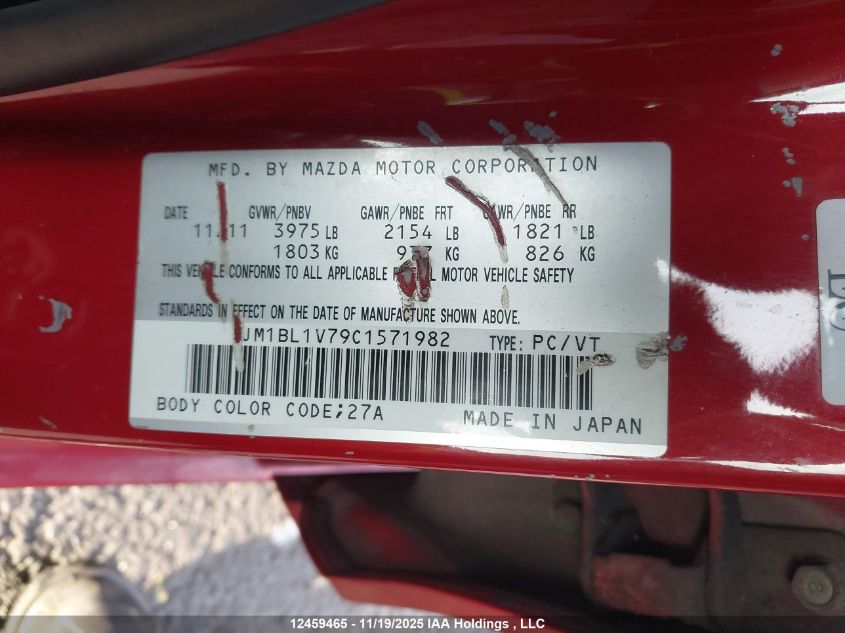 MFD. BY MAZDA MOTOR CORPORATION
DATE GVWR/PNBV GAWR/PNBE FRT GAWR/PNBE RR
11/11 3975 LB 2154 LB 1821 LB
1803 KG 977 KG 826 KG
THIS VEHICLE CONFORMS TO ALL APPLICABLE FEDERAL MOTOR VEHICLE SAFETY
STANDARDS IN EFFECT ON THE DATE OF MANUFACTURE SHOWN ABOVE.
JM1BL1V79C1571982 TYPE: PC/VT
BODY COLOR CODE;27A MADE IN JAPAN
12459465 - 11/19/2025 IAA Holdings , LLC